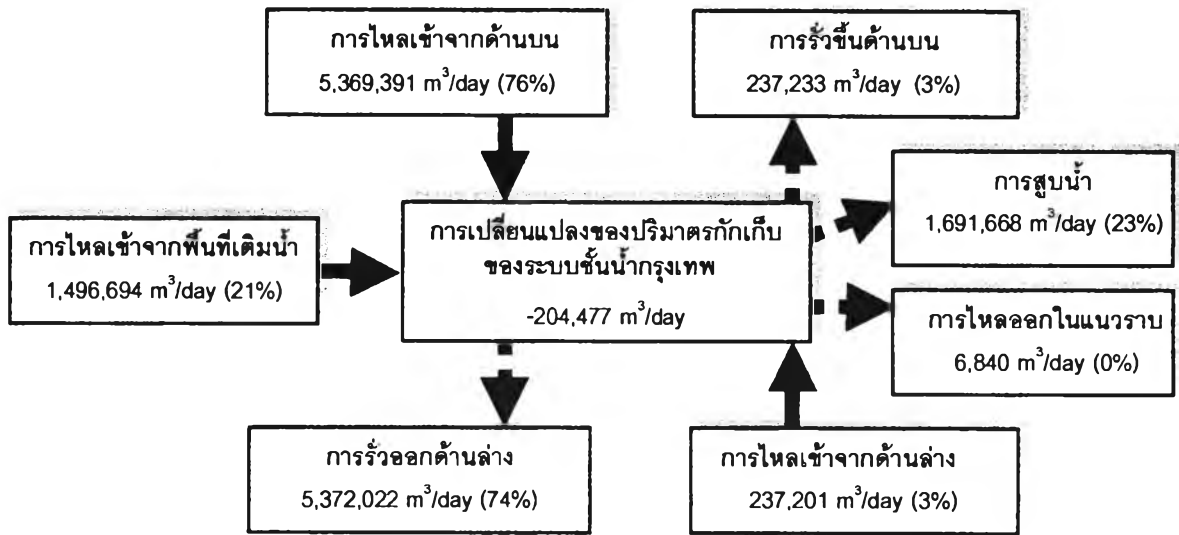 การไหลเข้าจากด้านบน
5,369,391 m³/day (76%)
การรั่วขึ้นด้านบน
237,233 m³/day (3%)
การสูบน้ำ
1,691,668 m³/day (23%)
การไหลเข้าจากพื้นที่เติมน้ำ
1,496,694 m³/day (21%)
การเปลี่ยนแปลงของปริมาตรกักเก็บ
ของระบบชั้นน้ำกรุงเทพ
-204,477 m³/day
การไหลออกในแนวราบ
6,840 m³/day (0%)
การรั่วออกด้านล่าง
5,372,022 m³/day (74%)
การไหลเข้าจากด้านล่าง
237,201 m³/day (3%)